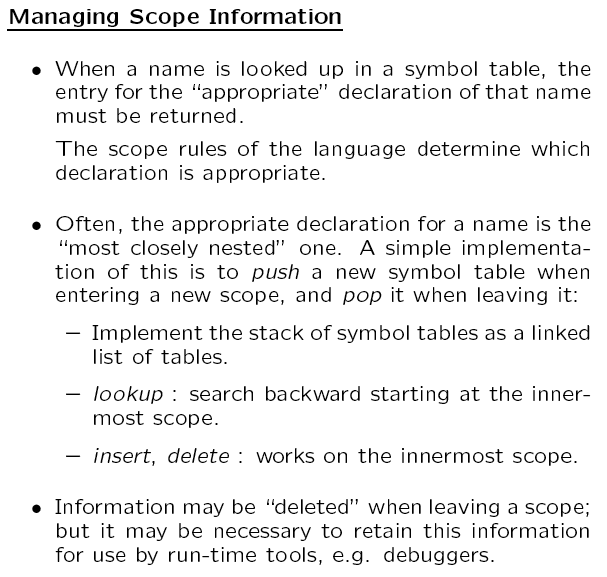 Managing Scope Information
• When a name is looked up in a symbol table, the
entry for the “appropriate” declaration of that name
must be returned.
The scope rules of the language determine which
declaration is appropriate.
• Often, the appropriate declaration for a name is the
“most closely nested” one. A simple implementa-
tion of this is to push a new symbol table when
entering a new scope, and pop it when leaving it:
– Implement the stack of symbol tables as a linked
list of tables.
– lookup : search backward starting at the inner-
most scope.
– insert, delete : works on the innermost scope.
• Information may be “deleted” when leaving a scope;
but it may be necessary to retain this information
for use by run-time tools, e.g. debuggers.